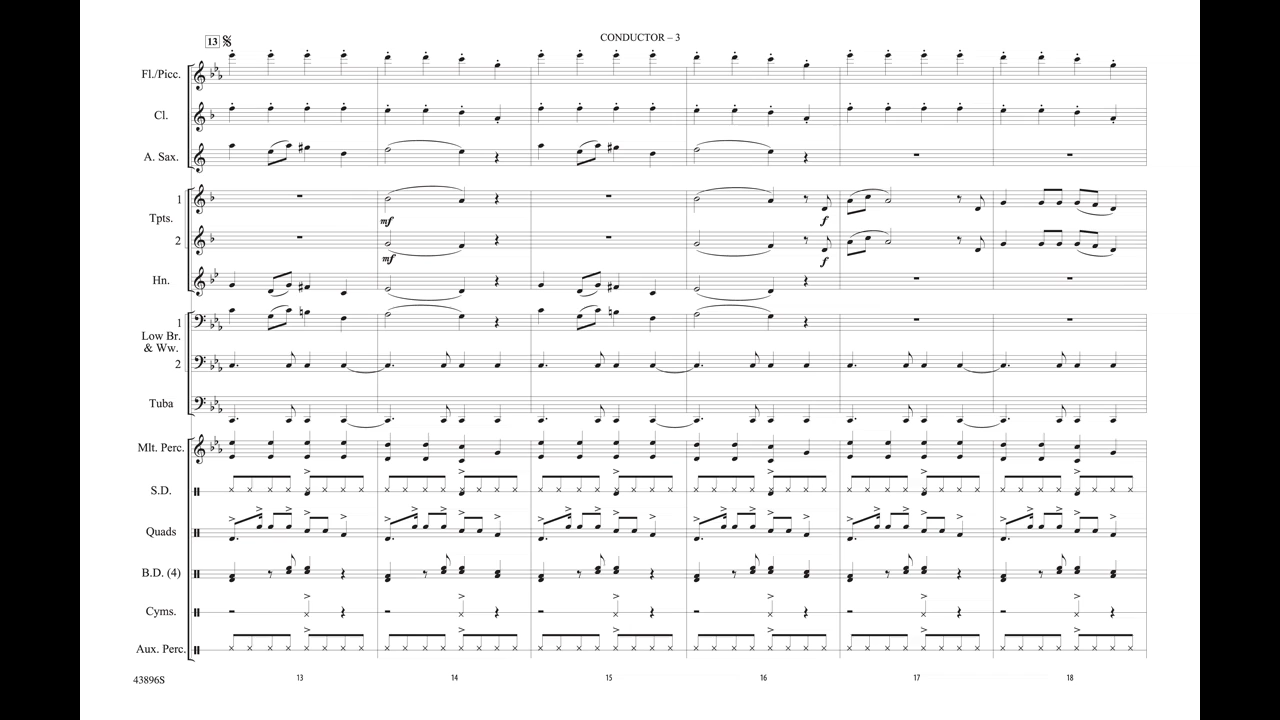 CONDUCTOR – 3
13
Fl./Picc.
Cl.
A. Sax.
1
Tpts.
mf
f
2
mf
f
Hn.
1
Low Br.
& Ww.
2
Tuba
Mlt. Perc.
S.D.
Quads
B.D. (4)
Cyms.
Aux. Perc.
43896S
13 14 15 16 17 18